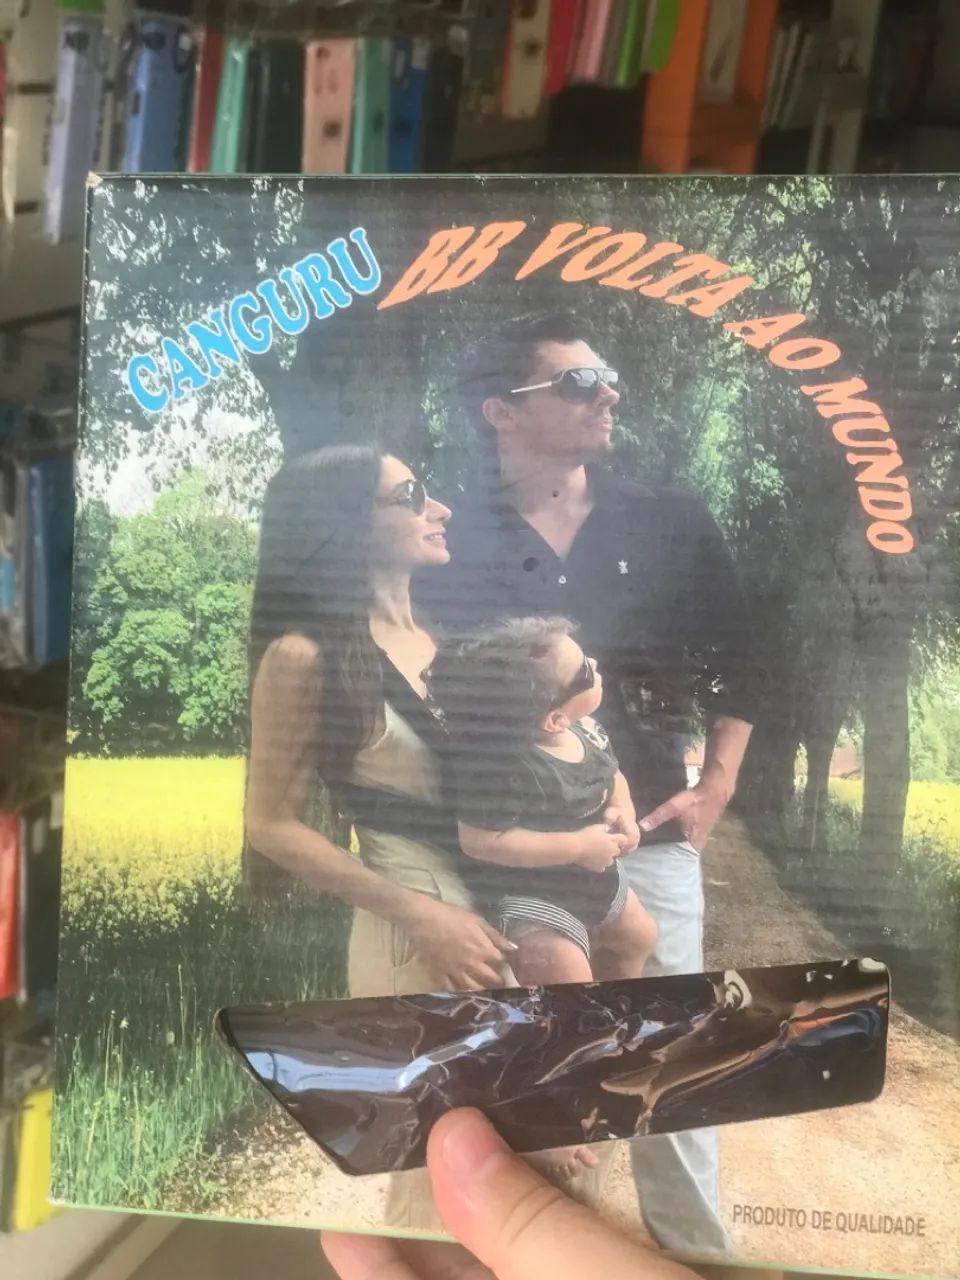 CANGURU BB VOLTA AO MUNDO
PRODUTO DE QUALIDADE